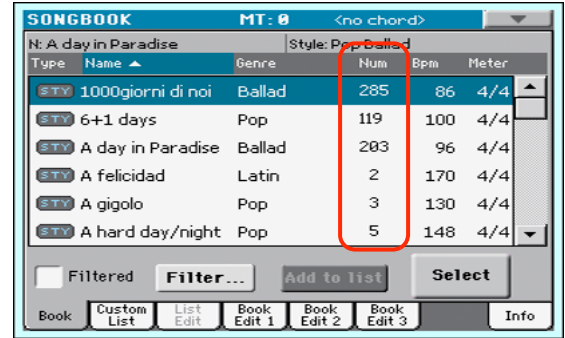 SONGBOOK MT: 0 <no chord>
N: A day in Paradise Style: Pop Ballad
Type Name Genre Num Bpm Meter
STY 1000giorni di noi Ballad 285 86 4/4
STY 6+1 days Pop 119 100 4/4
STY A day in Paradise Ballad 203 96 4/4
STY A felicidad Latin 2 170 4/4
STY A gigolo Pop 3 130 4/4
STY A hard day/night Pop 5 148 4/4
Filtered Filter... Add to list Select
Book Custom List List Edit Book Edit 1 Book Edit 2 Book Edit 3 Info